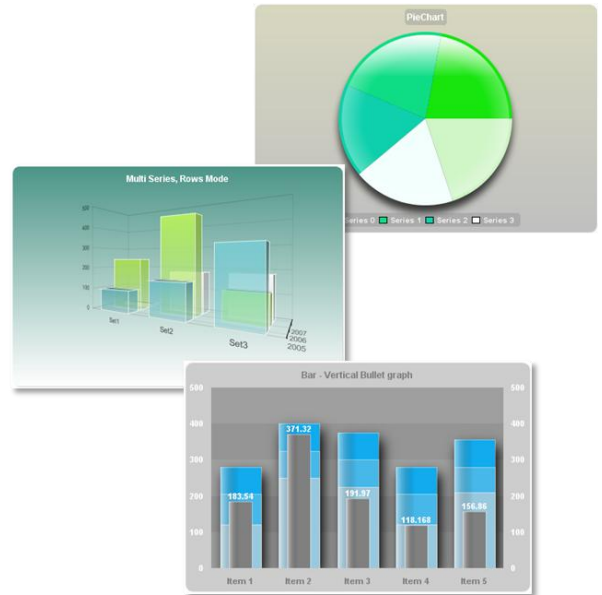 PieChart
Series 0 Series 1 Series 2 Series 3
Multi Series, Rows Mode
500
400
300
200
100
0
Set1 Set2 Set3
2007
2006
2005
Bar - Vertical Bullet graph
500 500
400 400
300 300
200 200
100 100
0 0
371.32
183.54 191.97 156.86
118.168
Item 1 Item 2 Item 3 Item 4 Item 5